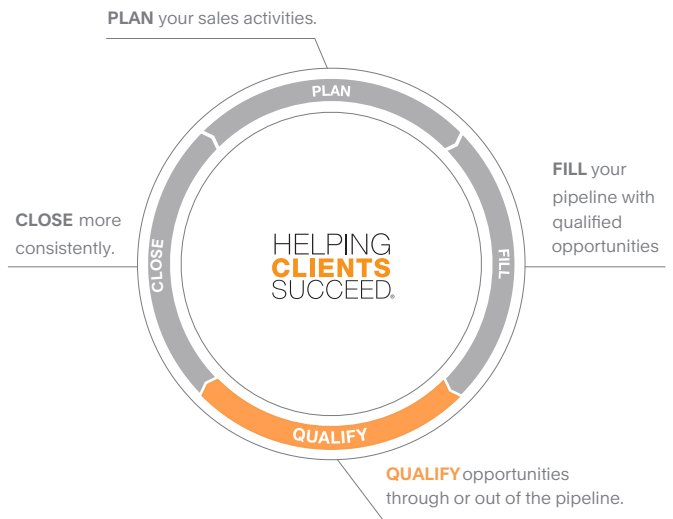 PLAN your sales activities.
PLAN
FILL your
pipeline with
qualified
opportunities
CLOSE more
consistently.
HELPING
CLIENTS
SUCCEED®
CLOSE
FILL
QUALIFY
QUALIFY opportunities
through or out of the pipeline.